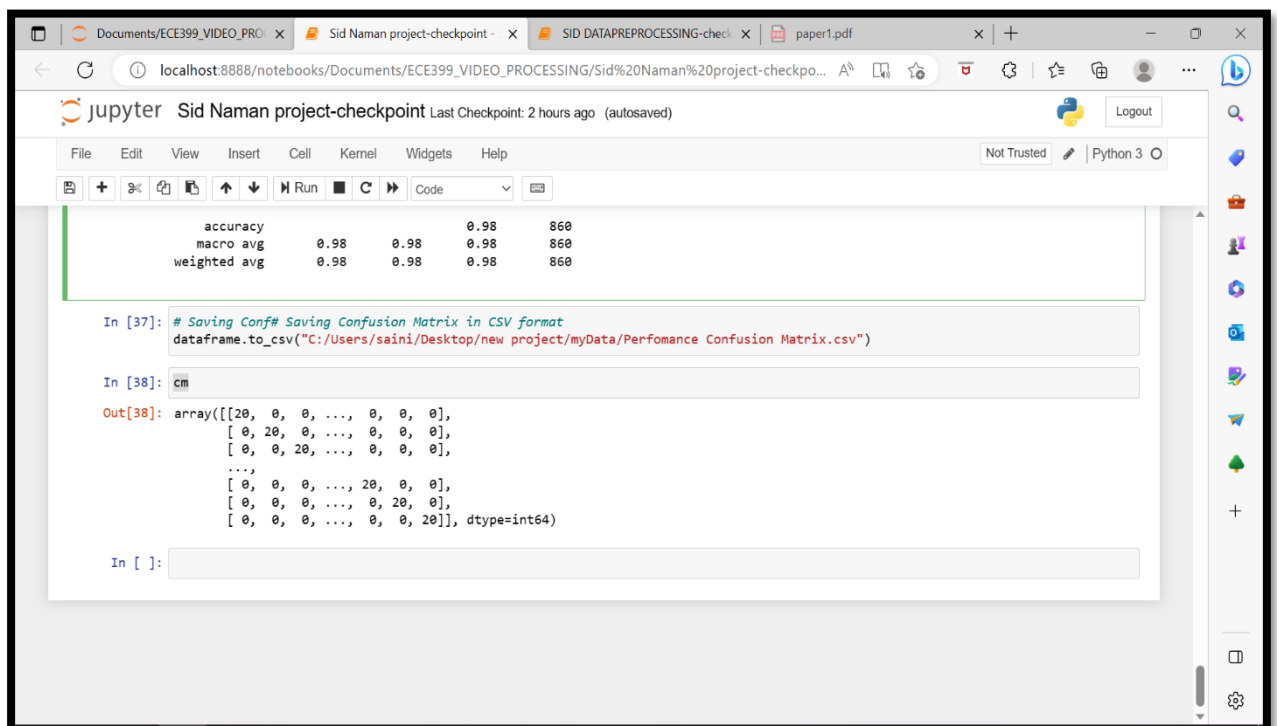 Documents/ECE399_VIDEO_PRO
Sid Naman project-checkpoint -
SID DATAPREPROCESSING-check
paper1.pdf
localhost:8888/notebooks/Documents/ECE399_VIDEO_PROCESSING/Sid%20Naman%20project-checkpo...
jupyter Sid Naman project-checkpoint Last Checkpoint: 2 hours ago (autosaved)
Logout
File Edit View Insert Cell Kernel Widgets Help
Not Trusted Python 3
Run Code
accuracy 0.98 860
macro avg 0.98 0.98 0.98 860
weighted avg 0.98 0.98 0.98 860
In [37]: # Saving Conf# Saving Confusion Matrix in CSV format
dataframe.to_csv("C:/Users/saini/Desktop/new project/myData/Perfomance Confusion Matrix.csv")
In [38]: cm
Out[38]: array([[20, 0, 0, ..., 0, 0, 0],
[ 0, 20, 0, ..., 0, 0, 0],
[ 0, 0, 20, ..., 0, 0, 0],
...,
[ 0, 0, 0, ..., 20, 0, 0],
[ 0, 0, 0, ..., 0, 20, 0],
[ 0, 0, 0, ..., 0, 0, 20]], dtype=int64)
In [ ]: